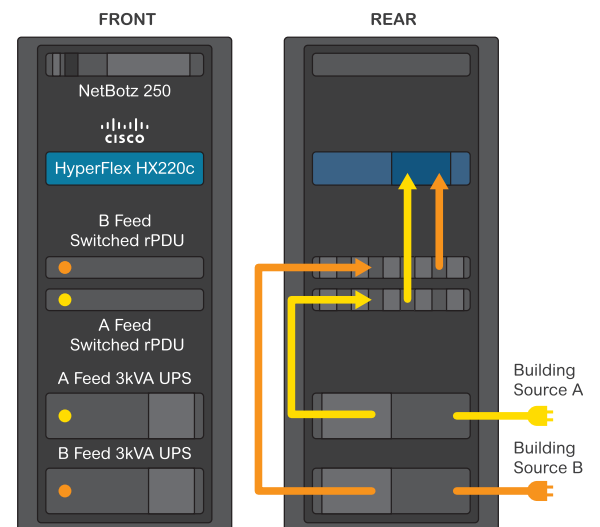 FRONT
REAR
NetBotz 250
CISCO
HyperFlex HX220c
B Feed
Switched rPDU
A Feed
Switched rPDU
A Feed 3kVA UPS
B Feed 3kVA UPS
Building
Source A
Building
Source B